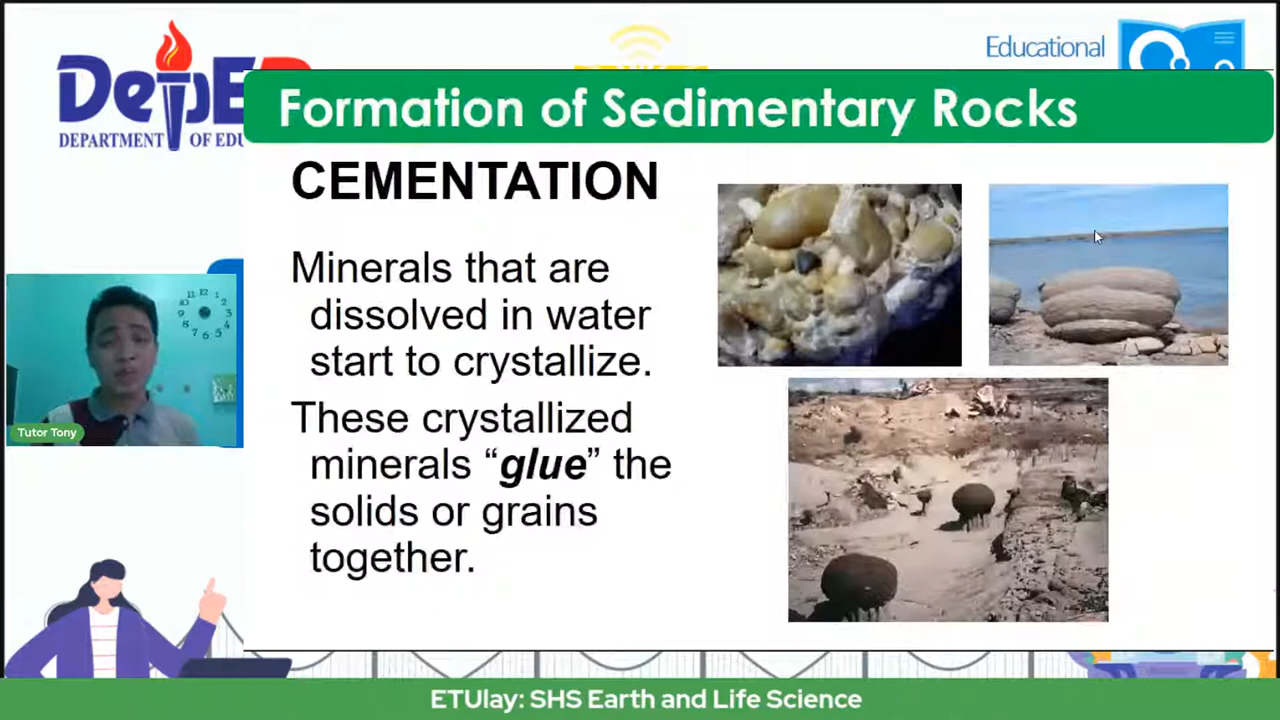 DepED
DEPARTMENT OF EDU
Educational
Formation of Sedimentary Rocks
CEMENTATION
Minerals that are
dissolved in water
start to crystallize.
These crystallized
minerals “glue” the
solids or grains
together.
Tutor Tony
ETUlay: SHS Earth and Life Science